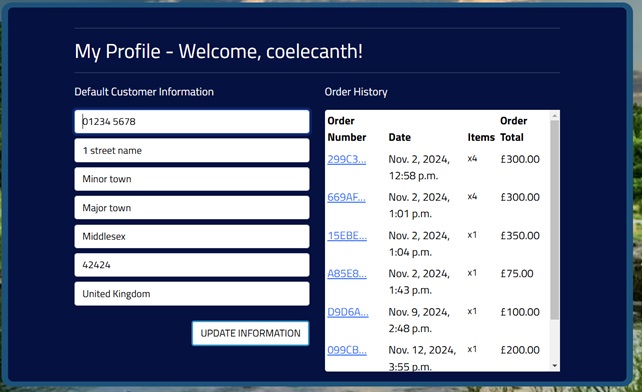 My Profile - Welcome, coelecanth!
Default Customer Information
01234 5678
1 street name
Minor town
Major town
Middlesex
42424
United Kingdom
UPDATE INFORMATION
Order History
Order Number Date Items Order Total
299C3... Nov. 2, 2024, 12:58 p.m. x4 £300.00
669AF... Nov. 2, 2024, 1:01 p.m. x4 £300.00
15EBE... Nov. 2, 2024, 1:04 p.m. x1 £350.00
A85E8... Nov. 2, 2024, 1:43 p.m. x1 £75.00
D9D6A... Nov. 9, 2024, 2:48 p.m. x1 £100.00
099CB... Nov. 12, 2024, 3:55 p.m. x1 £200.00